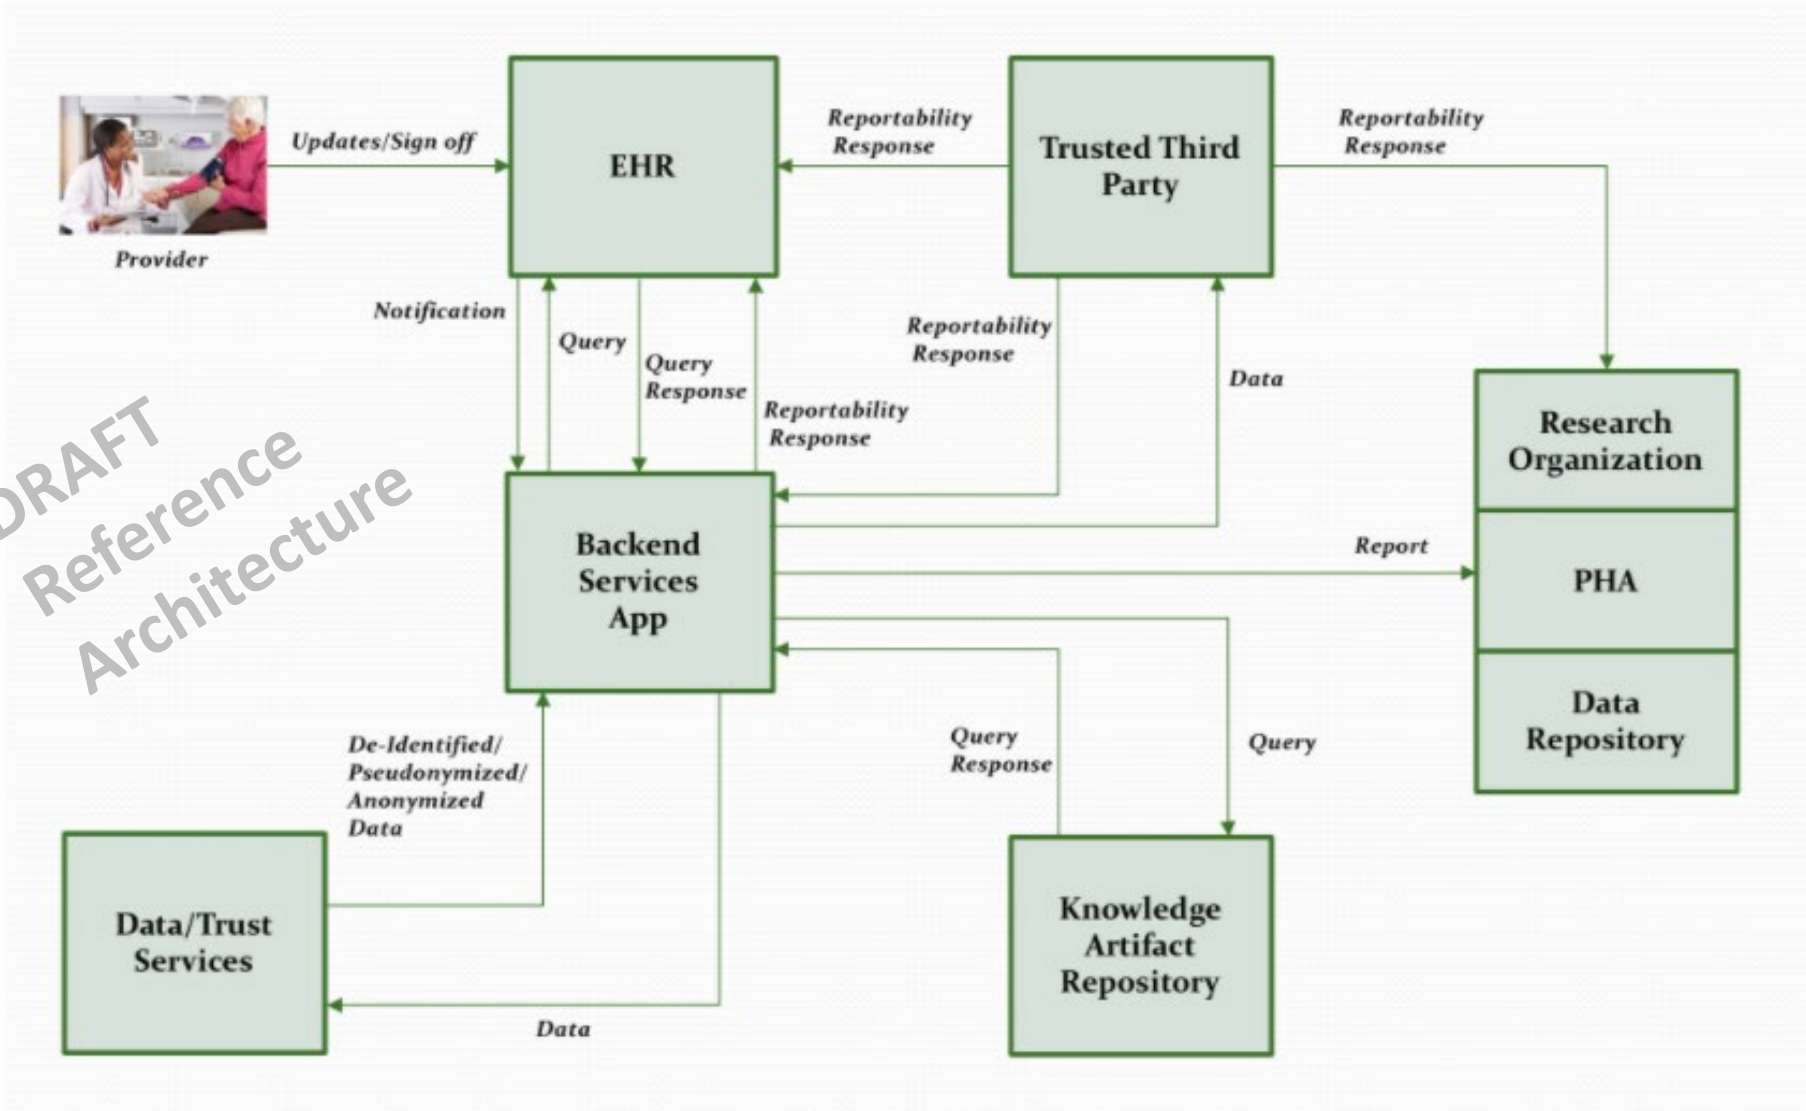 Updates/Sign off
Provider
EHR
Reportability
Response
Trusted Third
Party
Reportability
Response
Notification
Query
Query
Response
Reportability
Response
Reportability
Response
Data
DRAFT
Reference
Architecture
Backend
Services
App
Report
Research
Organization
PHA
Data
Repository
De-Identified/
Pseudonymized/
Anonymized
Data
Query
Response
Query
Data/Trust
Services
Data
Knowledge
Artifact
Repository